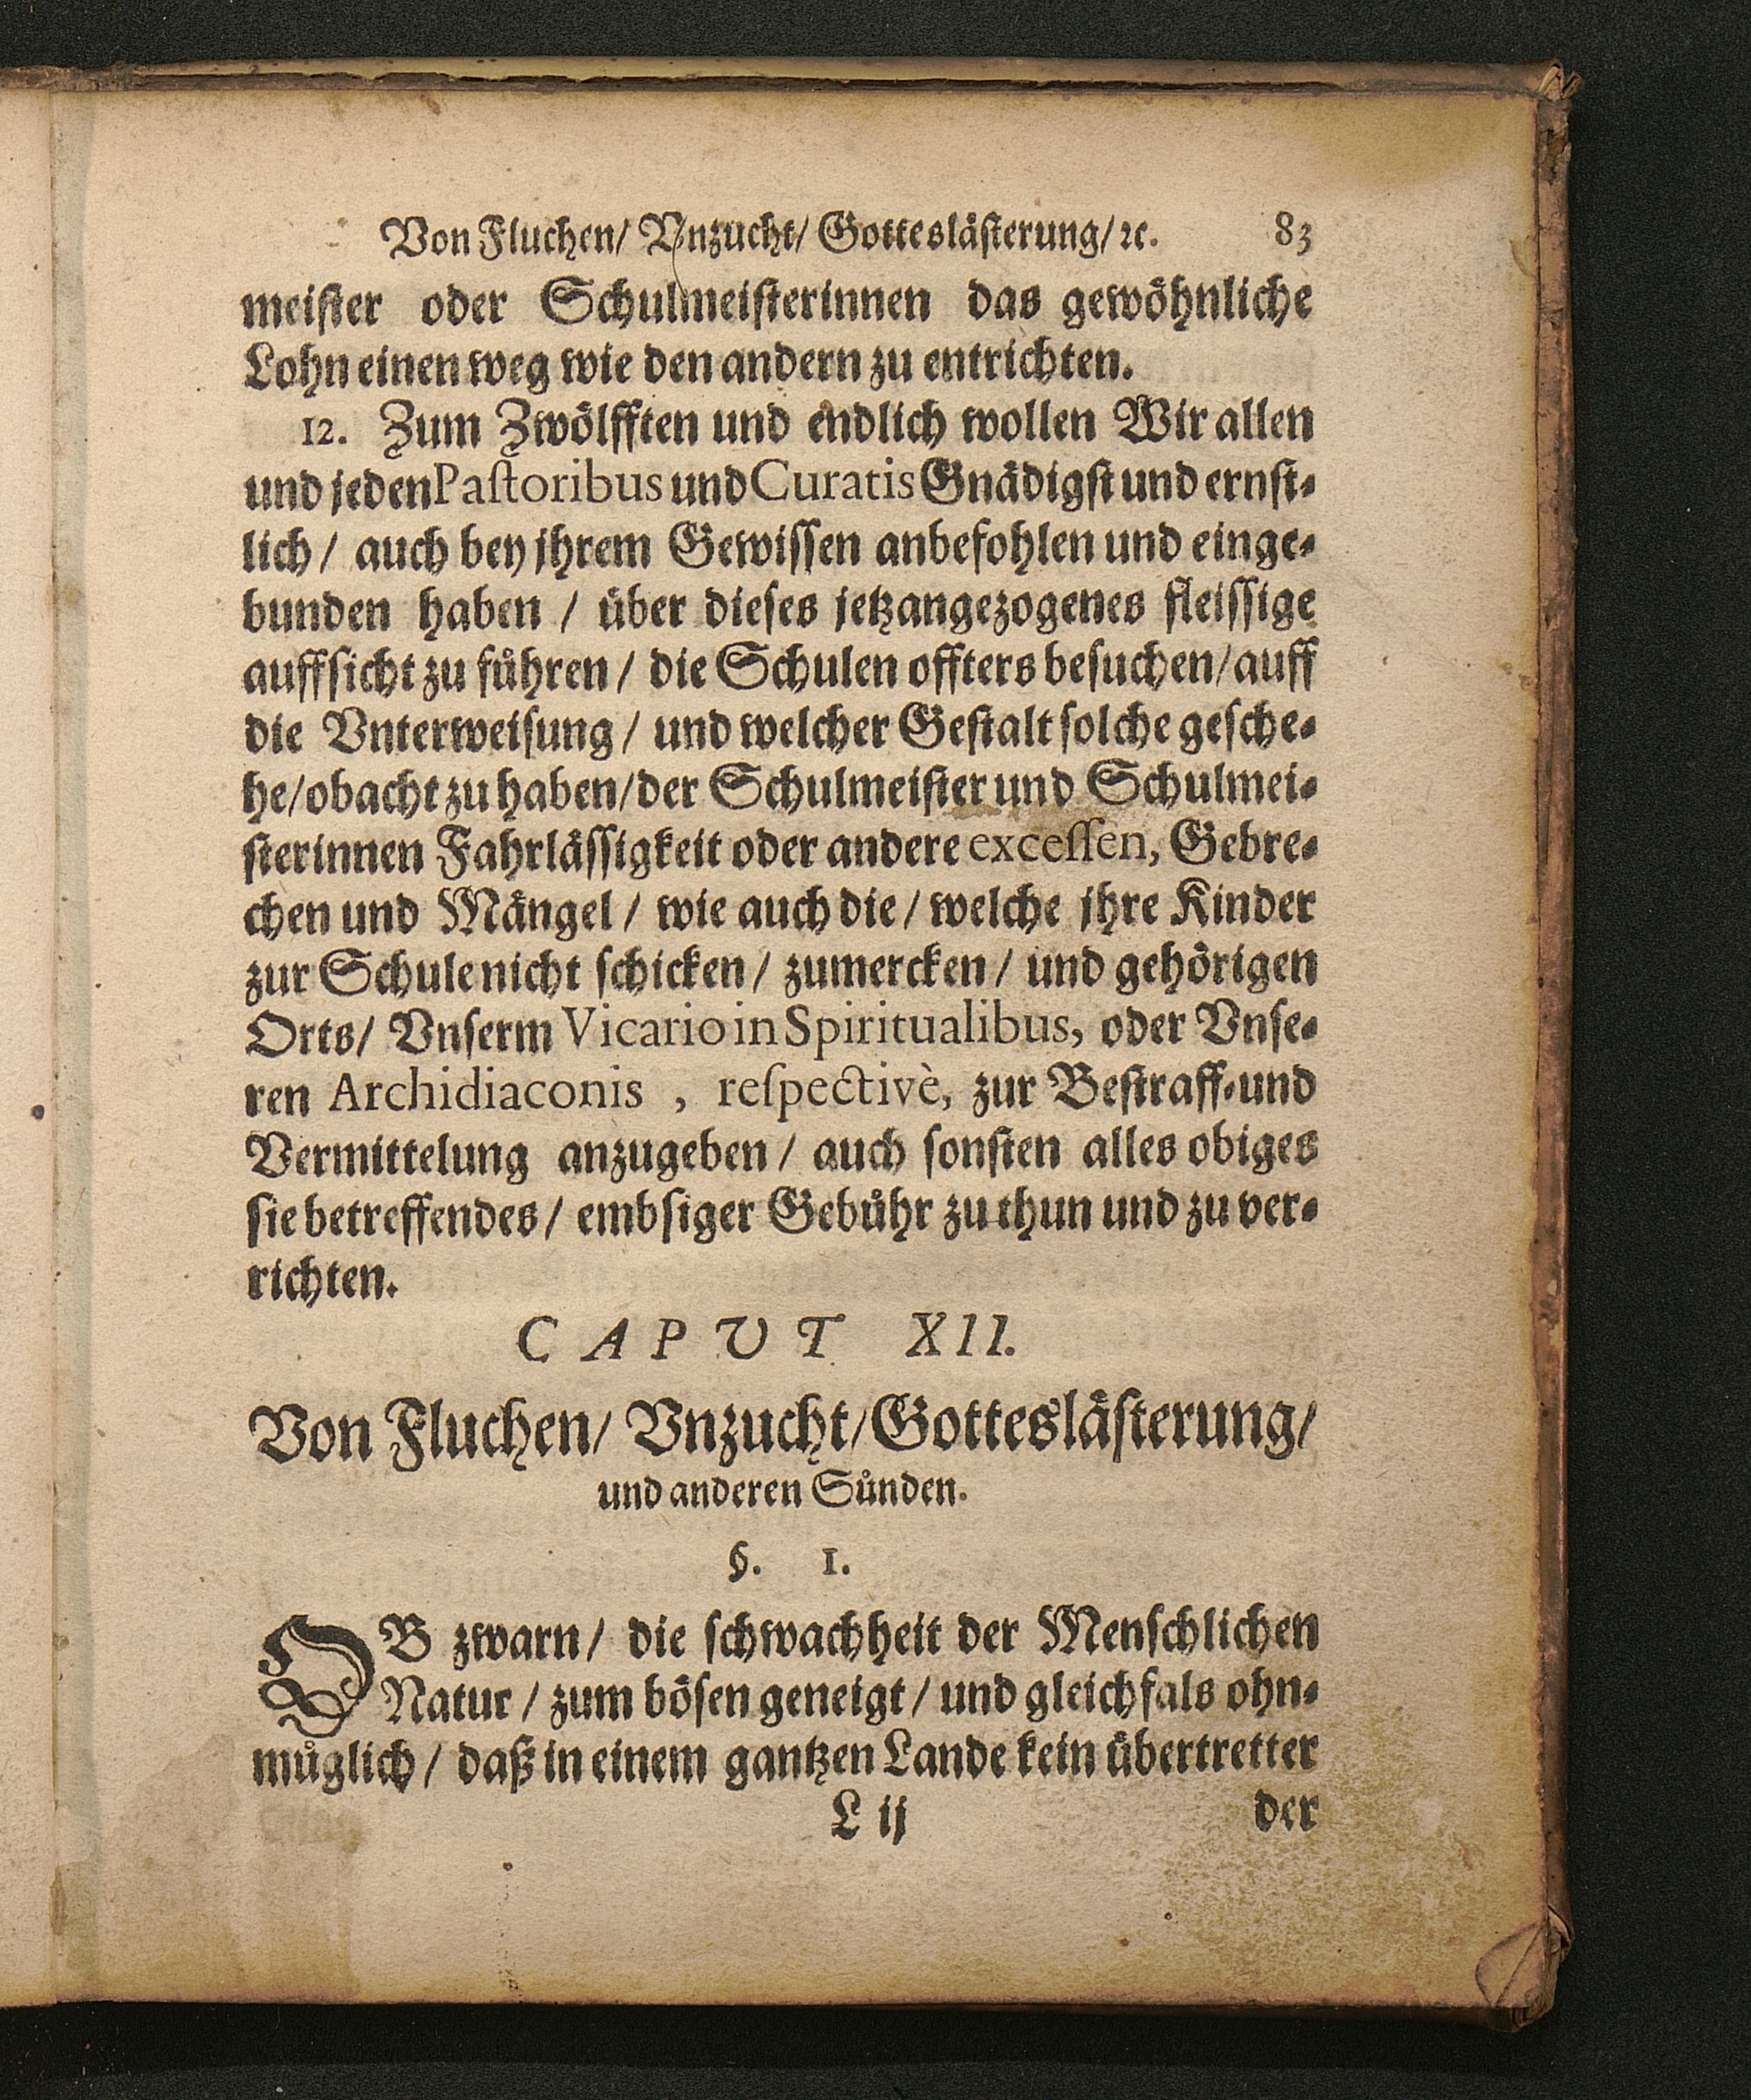 Von Fluchen/ Vnzucht/ Gotteslåſterung/ ꝛc. 83
meiſter oder Schulmeiſterinnen das gewöhnliche
Lohn einen weg wie den andern zu entrichten.
12. Zum Zwölfften und endlich wollen Wir allen
und jeden Paſtoribus und Curatis Gnädigſt und ernſt⸗
lich/ auch bey jhrem Gewiſſen anbefohlen und einge⸗
bunden haben / über dieſes jetzangezogenes fleiſſige
auffſicht zu führen / die Schulen offters beſuchen/ auff
die Vnterweiſung / und welcher Geſtalt ſolche geſche⸗
he/ obacht zu haben/ der Schulmeiſter und Schulmei⸗
ſterinnen Fahrläſſigkeit oder andere exceſſen, Gebre⸗
chen und Mängel / wie auch die / welche jhre Kinder
zur Schule nicht ſchicken / zumercken / und gehörigen
Orts/ Vnſerm Vicario in Spiritualibus, oder Vnſe⸗
ren Archidiaconis , reſpectivè, zur Beſtraff⸗und
Vermittelung anzugeben / auch ſonſten alles obiges
ſie betreffendes / embſiger Gebühr zu thun und zu ver⸗
richten.
CAPVT XII.
Von Fluchen/ Vnzucht/ Gottesläſterung/
und anderen Sünden.
§. 1.
OB zwarn/ die ſchwachheit der Menſchlichen
Natur / zum böſen geneigt / und gleichfals ohn⸗
müglich / daß in einem gantzen Lande kein übertretter
L ij der